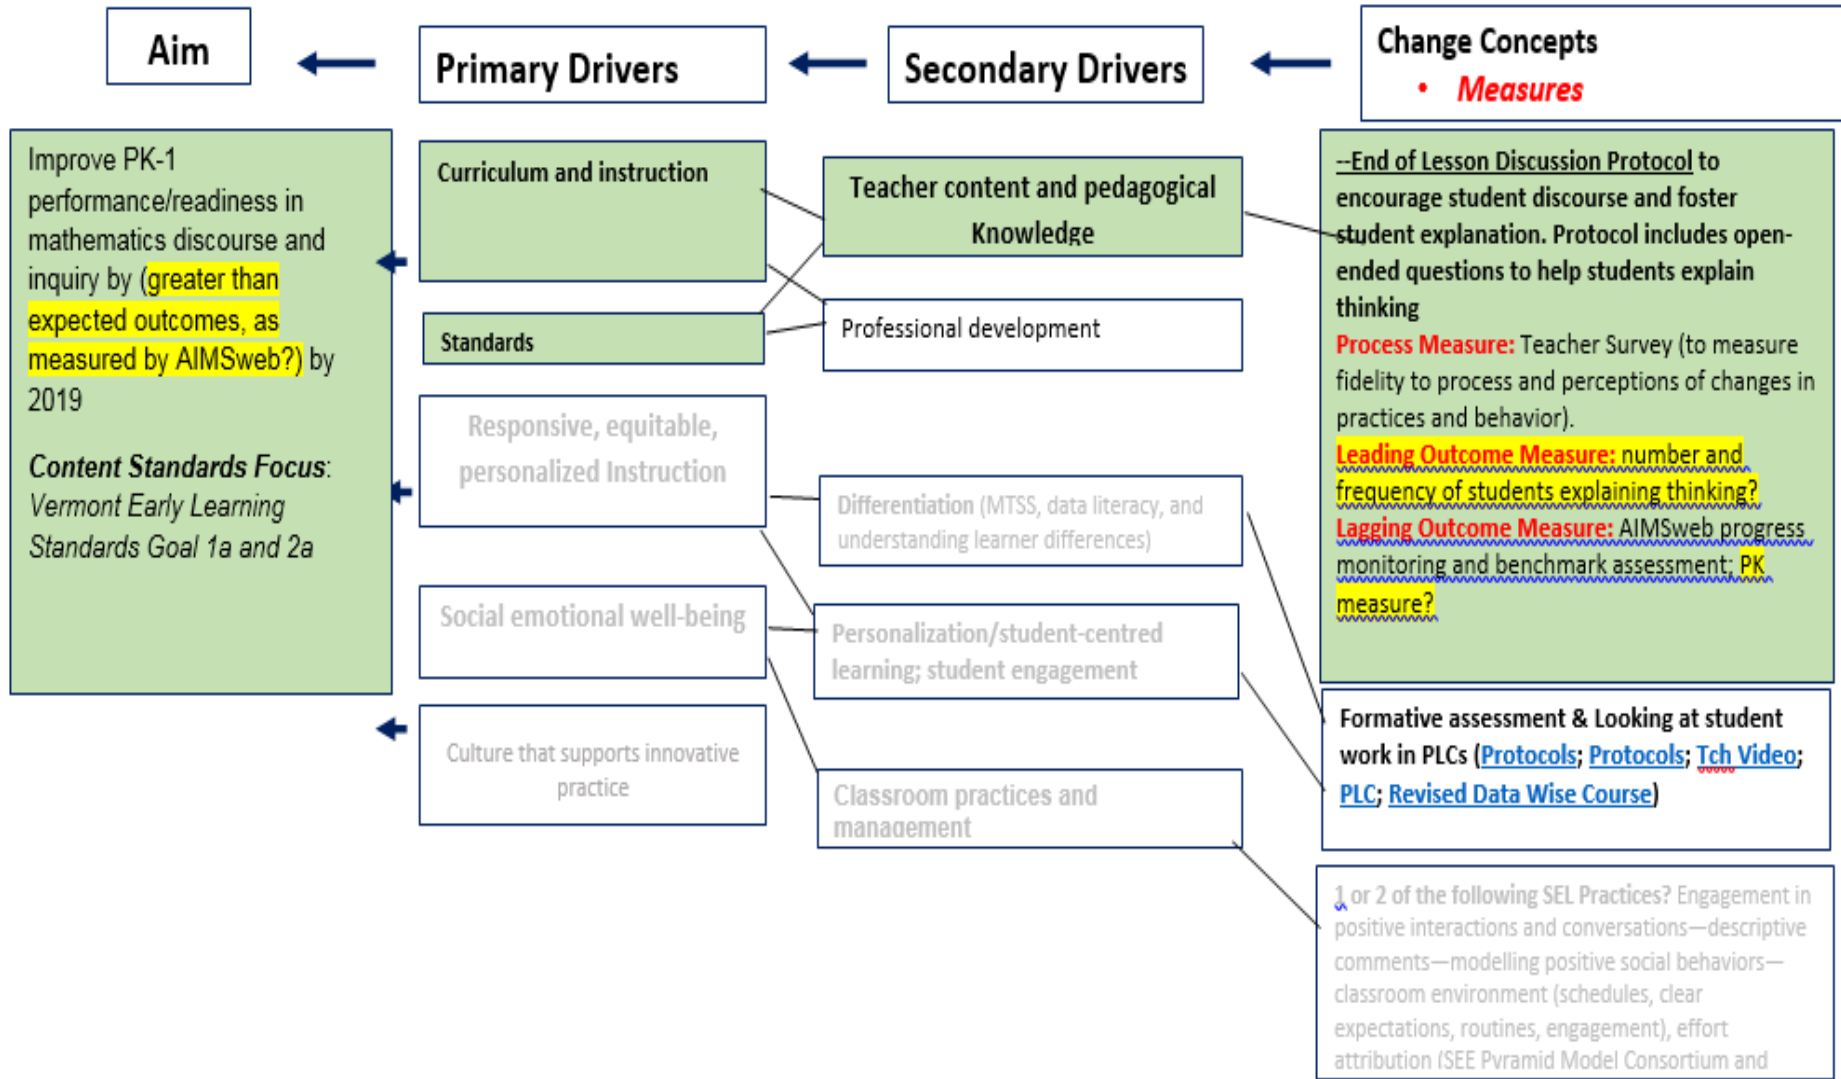 Aim
Primary Drivers
Secondary Drivers
Change Concepts
• Measures
Improve PK-1
performance/readiness in
mathematics discourse and
inquiry by (greater than
expected outcomes, as
measured by AIMSweb?) by
2019
Content Standards Focus:
Vermont Early Learning
Standards Goal 1a and 2a
Curriculum and instruction
Standards
Responsive, equitable,
personalized Instruction
Social emotional well-being
Culture that supports innovative
practice
Teacher content and pedagogical
Knowledge
Professional development
Differentiation (MTSS, data literacy, and
understanding learner differences)
Personalization/student-centred
learning; student engagement
Classroom practices and
management
--End of Lesson Discussion Protocol to
encourage student discourse and foster
student explanation. Protocol includes open-
ended questions to help students explain
thinking
Process Measure: Teacher Survey (to measure
fidelity to process and perceptions of changes in
practices and behavior).
Leading Outcome Measure: number and
frequency of students explaining thinking?
Lagging Outcome Measure: AIMSweb progress
monitoring and benchmark assessment; PK
measure?
Formative assessment & Looking at student
work in PLCs (Protocols; Protocols; Tch Video;
PLC; Revised Data Wise Course)
1 or 2 of the following SEL Practices? Engagement in
positive interactions and conversations—descriptive
comments—modelling positive social behaviors—
classroom environment (schedules, clear
expectations, routines, engagement), effort
attribution (SEE Pyramid Model Consortium and